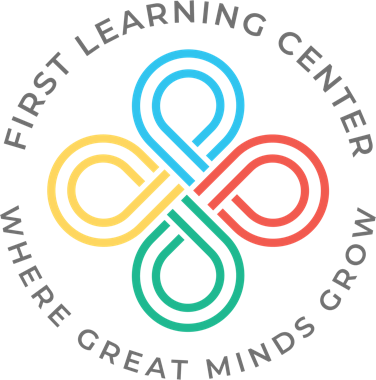 FIRST LEARNING CENTER
WHERE GREAT MINDS GROW